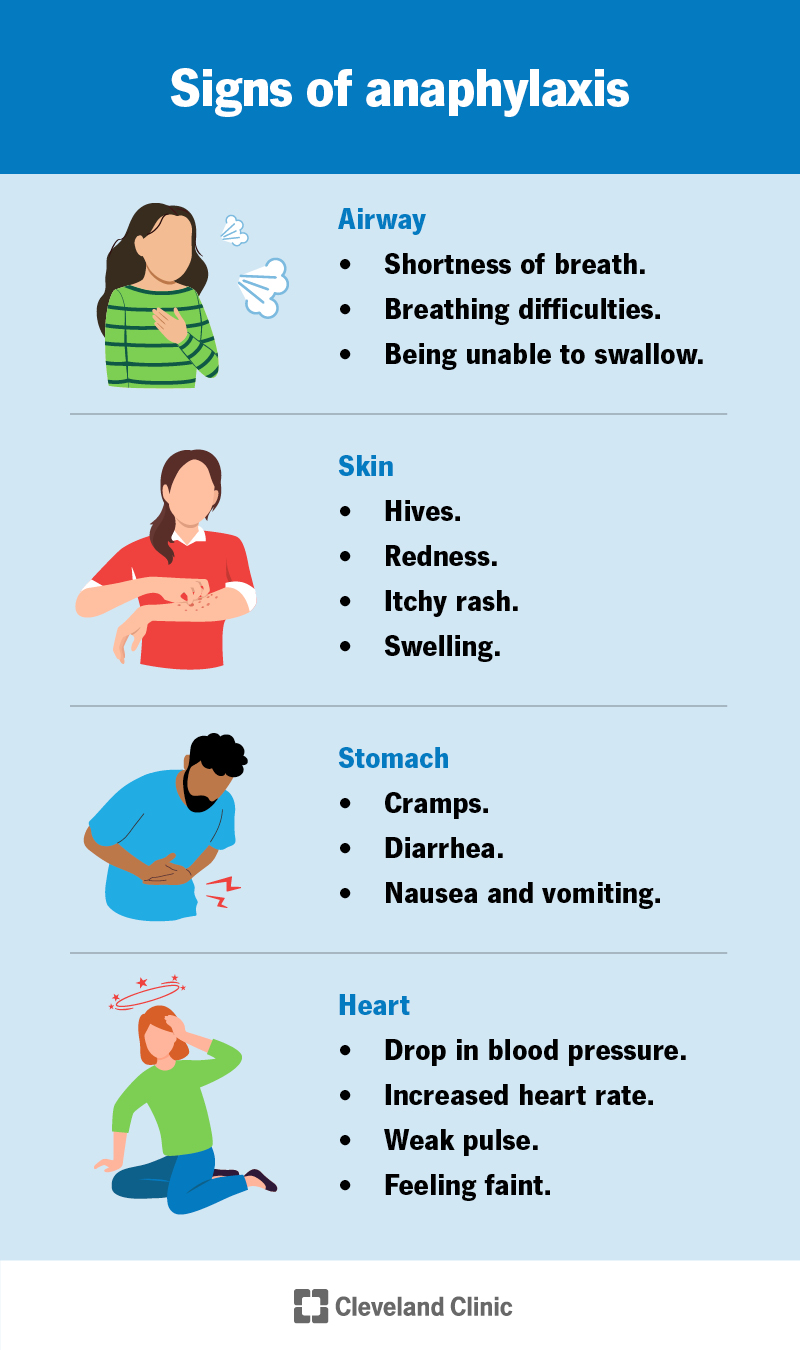 Signs of anaphylaxis
Airway
• Shortness of breath.
• Breathing difficulties.
• Being unable to swallow.
Skin
• Hives.
• Redness.
• Itchy rash.
• Swelling.
Stomach
• Cramps.
• Diarrhea.
• Nausea and vomiting.
Heart
• Drop in blood pressure.
• Increased heart rate.
• Weak pulse.
• Feeling faint.
Cleveland Clinic